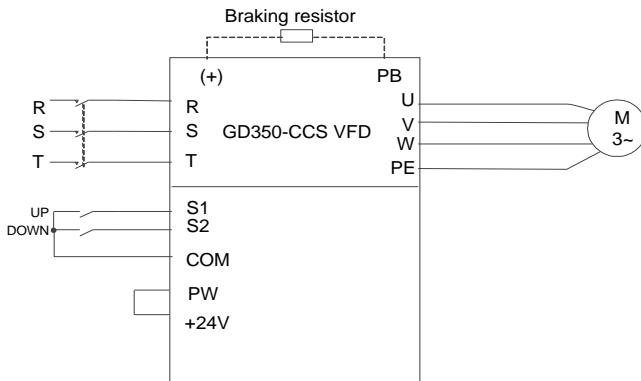 Braking resistor
(+)
PB
R
R
U
S
S
GD350-CCS VFD
V
M
3~
W
T
T
PE
UP
S1
DOWN
S2
COM
PW
+24V